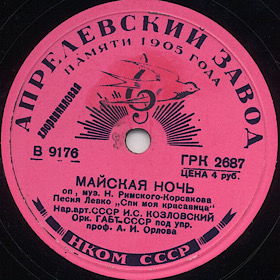 АПРЕЛЕВСКИЙ ЗАВОД
ПАМЯТИ 1905 ГОДА
ХЛОРВИНИЛОВАЯ
В 9176
ГРК 2687
ЦЕНА 4 руб.
МАЙСКАЯ НОЧЬ
оп., муз. Н. Римского-Корсакова
Песня Левко „Спи моя красавица"
Нар. арт. СССР И. С. КОЗЛОВСКИЙ
Орк. ГАБТ СССР под упр.
проф. А. И. Орлова
НКОМ СССР